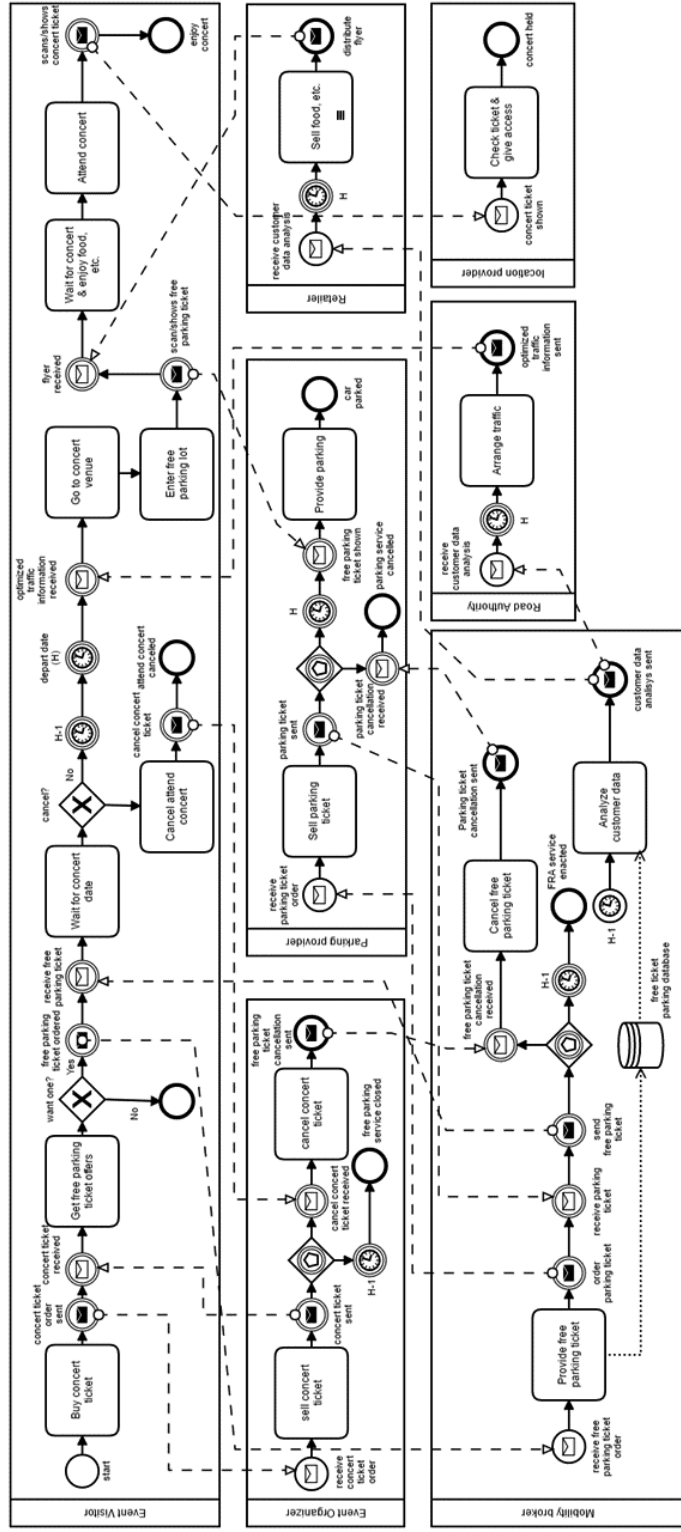 Event Visitor
start
Buy concert
ticket
concert ticket
order
sent
concert ticket
received
Get free parking
ticket offers
want one?
No
Yes
free parking
ticket ordered
receive free
parking ticket
Wait for concert
date
cancel?
No
Cancel attend
concert
cancel concert
ticket
attend concert
canceled
H-1
depart date
(H)
optimized
traffic
information
received
Go to concert
venue
Enter free
parking lot
scan/shows free
parking ticket
flyer
received
Wait for concert
& enjoy food,
etc.
Attend concert
scans/shows
concert ticket
enjoy
concert
Event Organizer
receive
concert ticket
order
sell concert
ticket
concert ticket
sent
H-1
free parking
service closed
cancel concert
ticket received
cancel concert
ticket
free parking
ticket
cancellation
sent
Parking provider
receive
parking ticket
order
Sell parking
ticket
parking ticket
sent
parking ticket
cancellation
received
parking service
cancelled
H
free parking
ticket shown
Provide parking
car
parked
Retailer
receive customer
data analysis
H
Sell food, etc.
distribute
flyer
Mobility broker
receive free
parking ticket
order
Provide free
parking ticket
order
parking ticket
receive parking
ticket
send
free parking
ticket
free parking ticket
cancellation
received
Cancel free
parking ticket
Parking ticket
cancellation sent
H-1
FRA service
enacted
free ticket
parking database
H-1
Analyze
customer data
customer data
analisys sent
Road Authority
receive
customer data
analysis
H
Arrange traffic
optimized
traffic
information
sent
location provider
concert ticket
shown
Check ticket &
give access
concert held